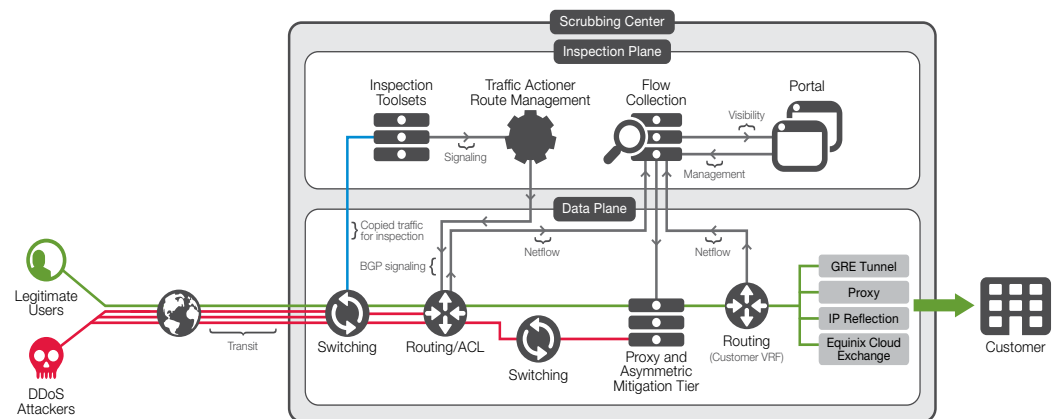 Scrubbing Center
Inspection Plane
Inspection
Toolsets
Traffic Actioner
Route Management
Flow
Collection
Portal
Visibility
Signaling
Management
Data Plane
Copied traffic
for inspection
Netflow
Netflow
BGP signaling
Legitimate
Users
Transit
Switching
Routing/ACL
Switching
Proxy and
Asymmetric
Mitigation Tier
Routing
(Customer VRF)
GRE Tunnel
Proxy
IP Reflection
Equinix Cloud
Exchange
Customer
DDoS
Attackers